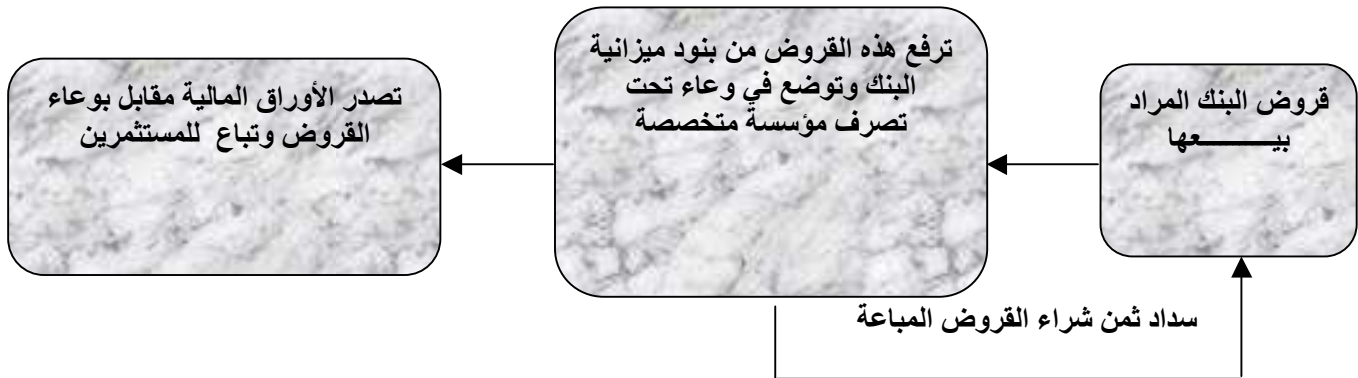 قروض البنك المراد
بيـــــــــعها
ترفع هذه القروض من بنود ميزانية
البنك وتوضع في وعاء تحت
تصرف مؤسسة متخصصة
تصدر الأوراق المالية مقابل بوعاء
القروض وتباع للمستثمرين
سداد ثمن شراء القروض المباعة